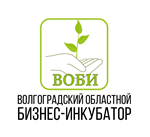 ВОБИ
ВОЛГОГРАДСКИЙ ОБЛАСТНОЙ
БИЗНЕС-ИНКУБАТОР